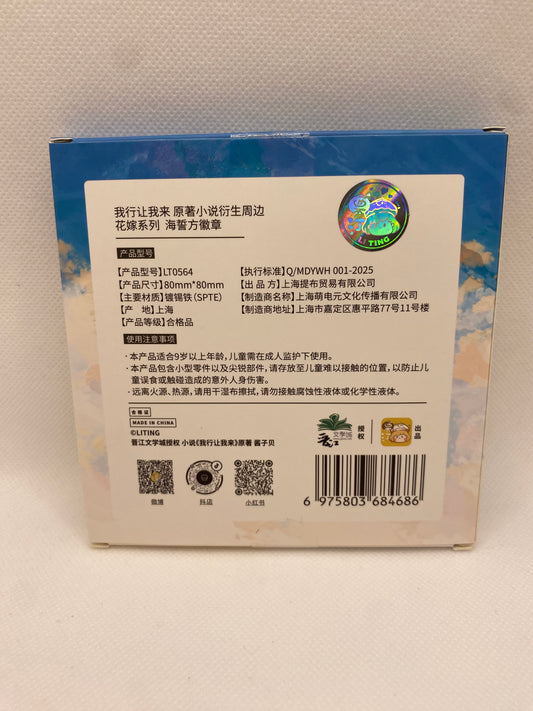 LI TING
我行让我来 原著小说衍生周边
花嫁系列 海誓方徽章
产品型号
【产品型号】LT0564
【产品尺寸】80mm*80mm
【主要材质】镀锡铁（SPTE）
【产 地】上海
【产品等级】合格品
【执行标准】Q/MDYWH 001-2025
【出 品 方】上海提布贸易有限公司
【制造商名称】上海萌电元文化传播有限公司
【制造商地址】上海市嘉定区惠平路77号11号楼
使用注意事项
·本产品适合9岁以上年龄，儿童需在成人监护下使用。
·本产品包含小型零件以及尖锐部件，请存放至儿童难以接触的位置，以防止儿
童误食或触碰造成的意外人身伤害。
·远离火源、热源，请用干湿布擦拭，请勿接触腐蚀性液体或化学性液体。
合格证
MADE IN CHINA
©LITING
晋江文学城授权 小说《我行让我来》原著 酱子贝
晋江
文学城
授权
出品
微博
抖店
小红书
6 975803 684686